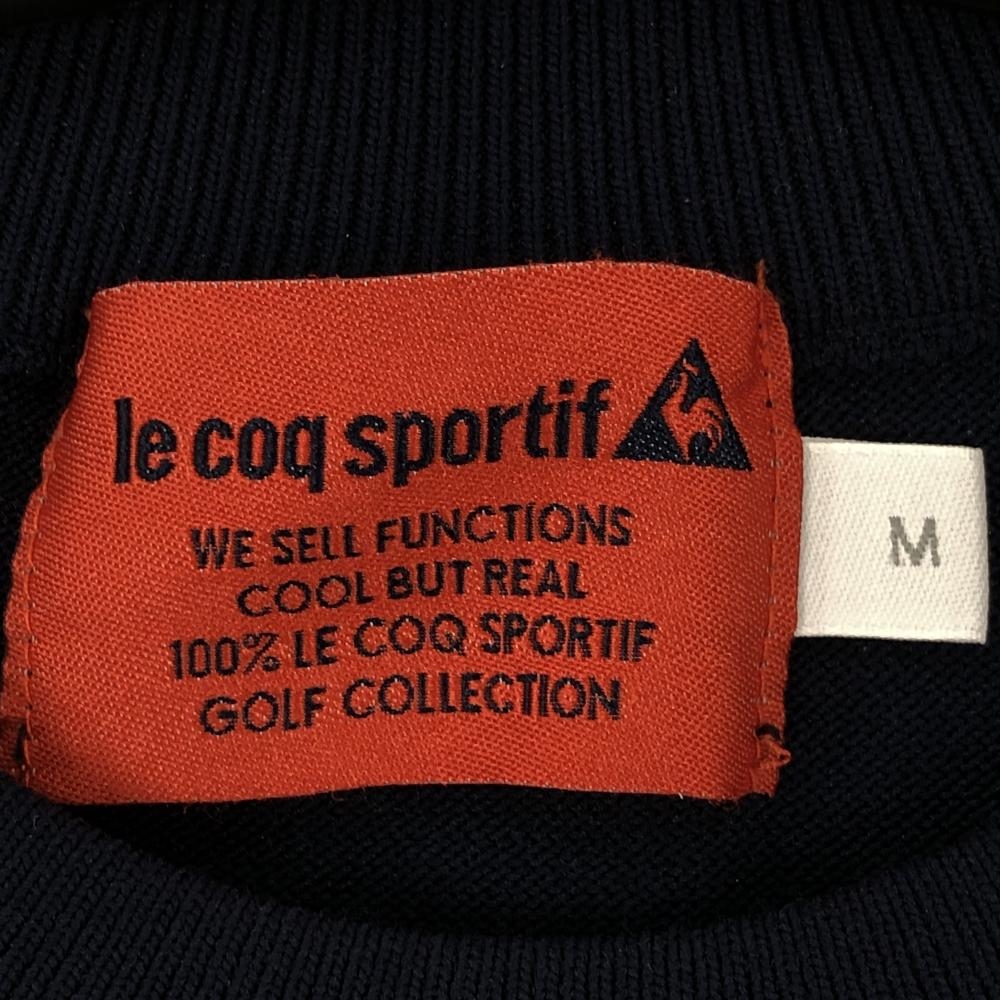 le coq sportif
WE SELL FUNCTIONS
COOL BUT REAL
100% LE COQ SPORTIF
GOLF COLLECTION
M